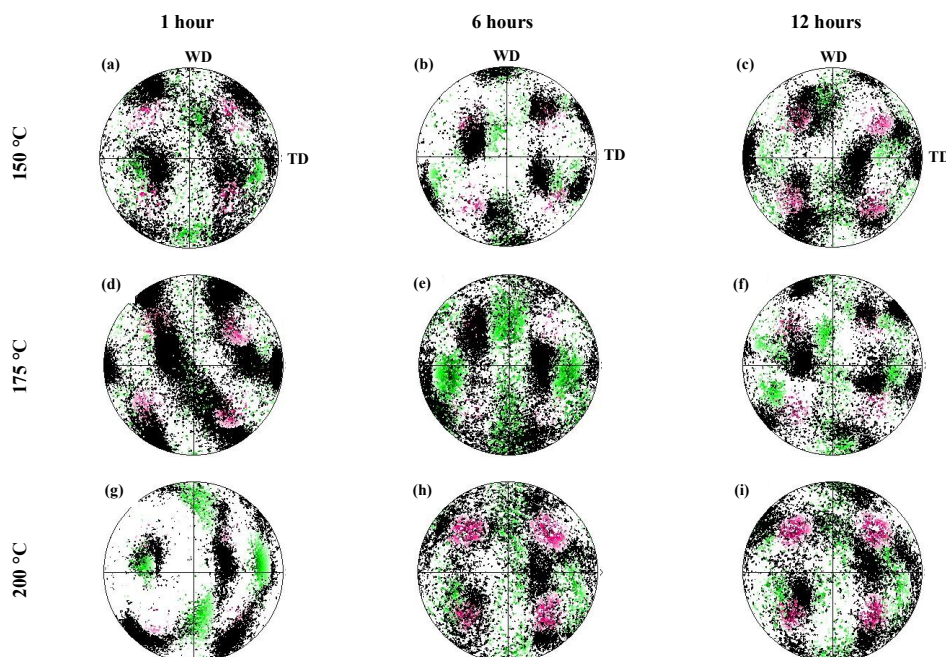 1 hour 6 hours 12 hours
150 °C
(a) WD TD
(b) WD TD
(c) WD TD
175 °C
(d)
(e)
(f)
200 °C
(g)
(h)
(i)